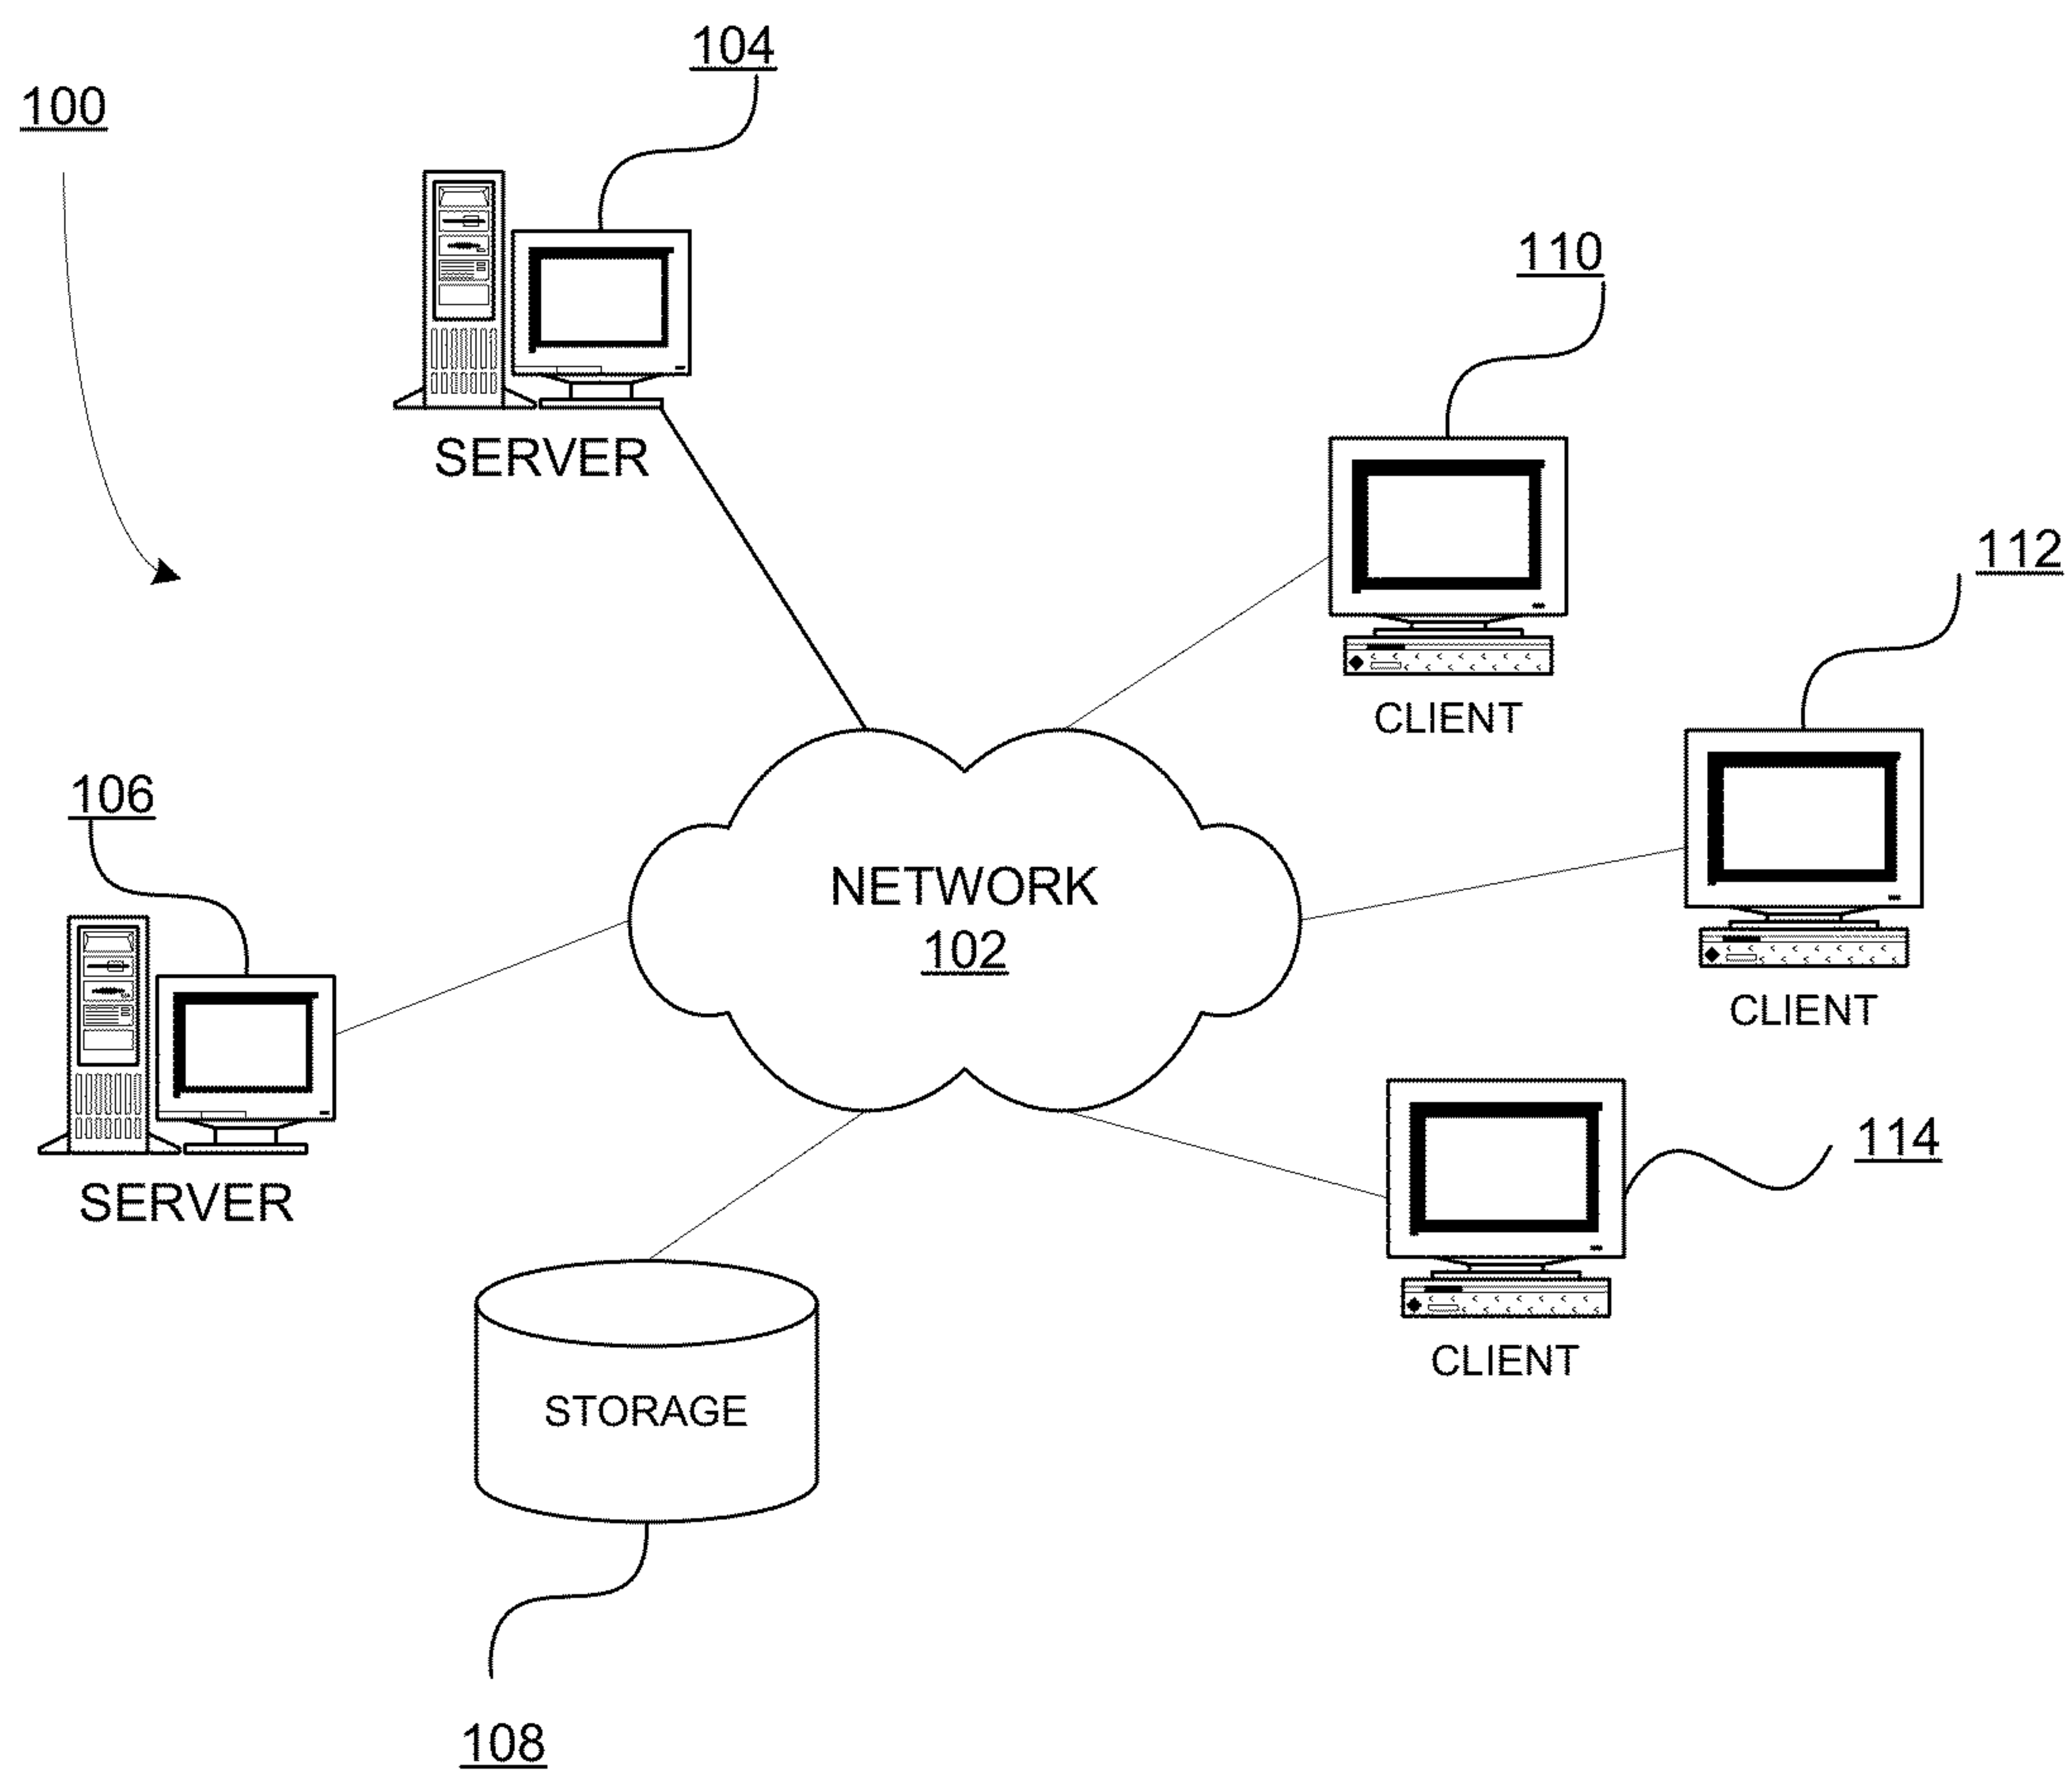 104
100
SERVER
110
112
CLIENT
106
NETWORK
102
CLIENT
114
SERVER
CLIENT
STORAGE
108